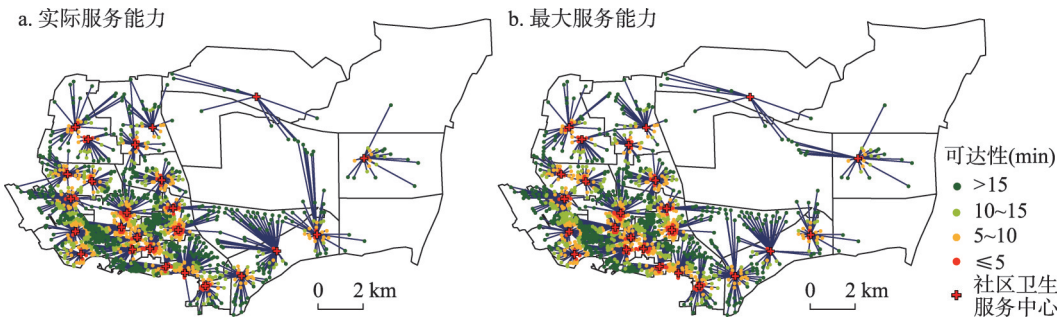 a. 实际服务能力
b. 最大服务能力
可达性(min)
>15
10~15
5~10
≤5
社区卫生
服务中心
0 2 km
0 2 km